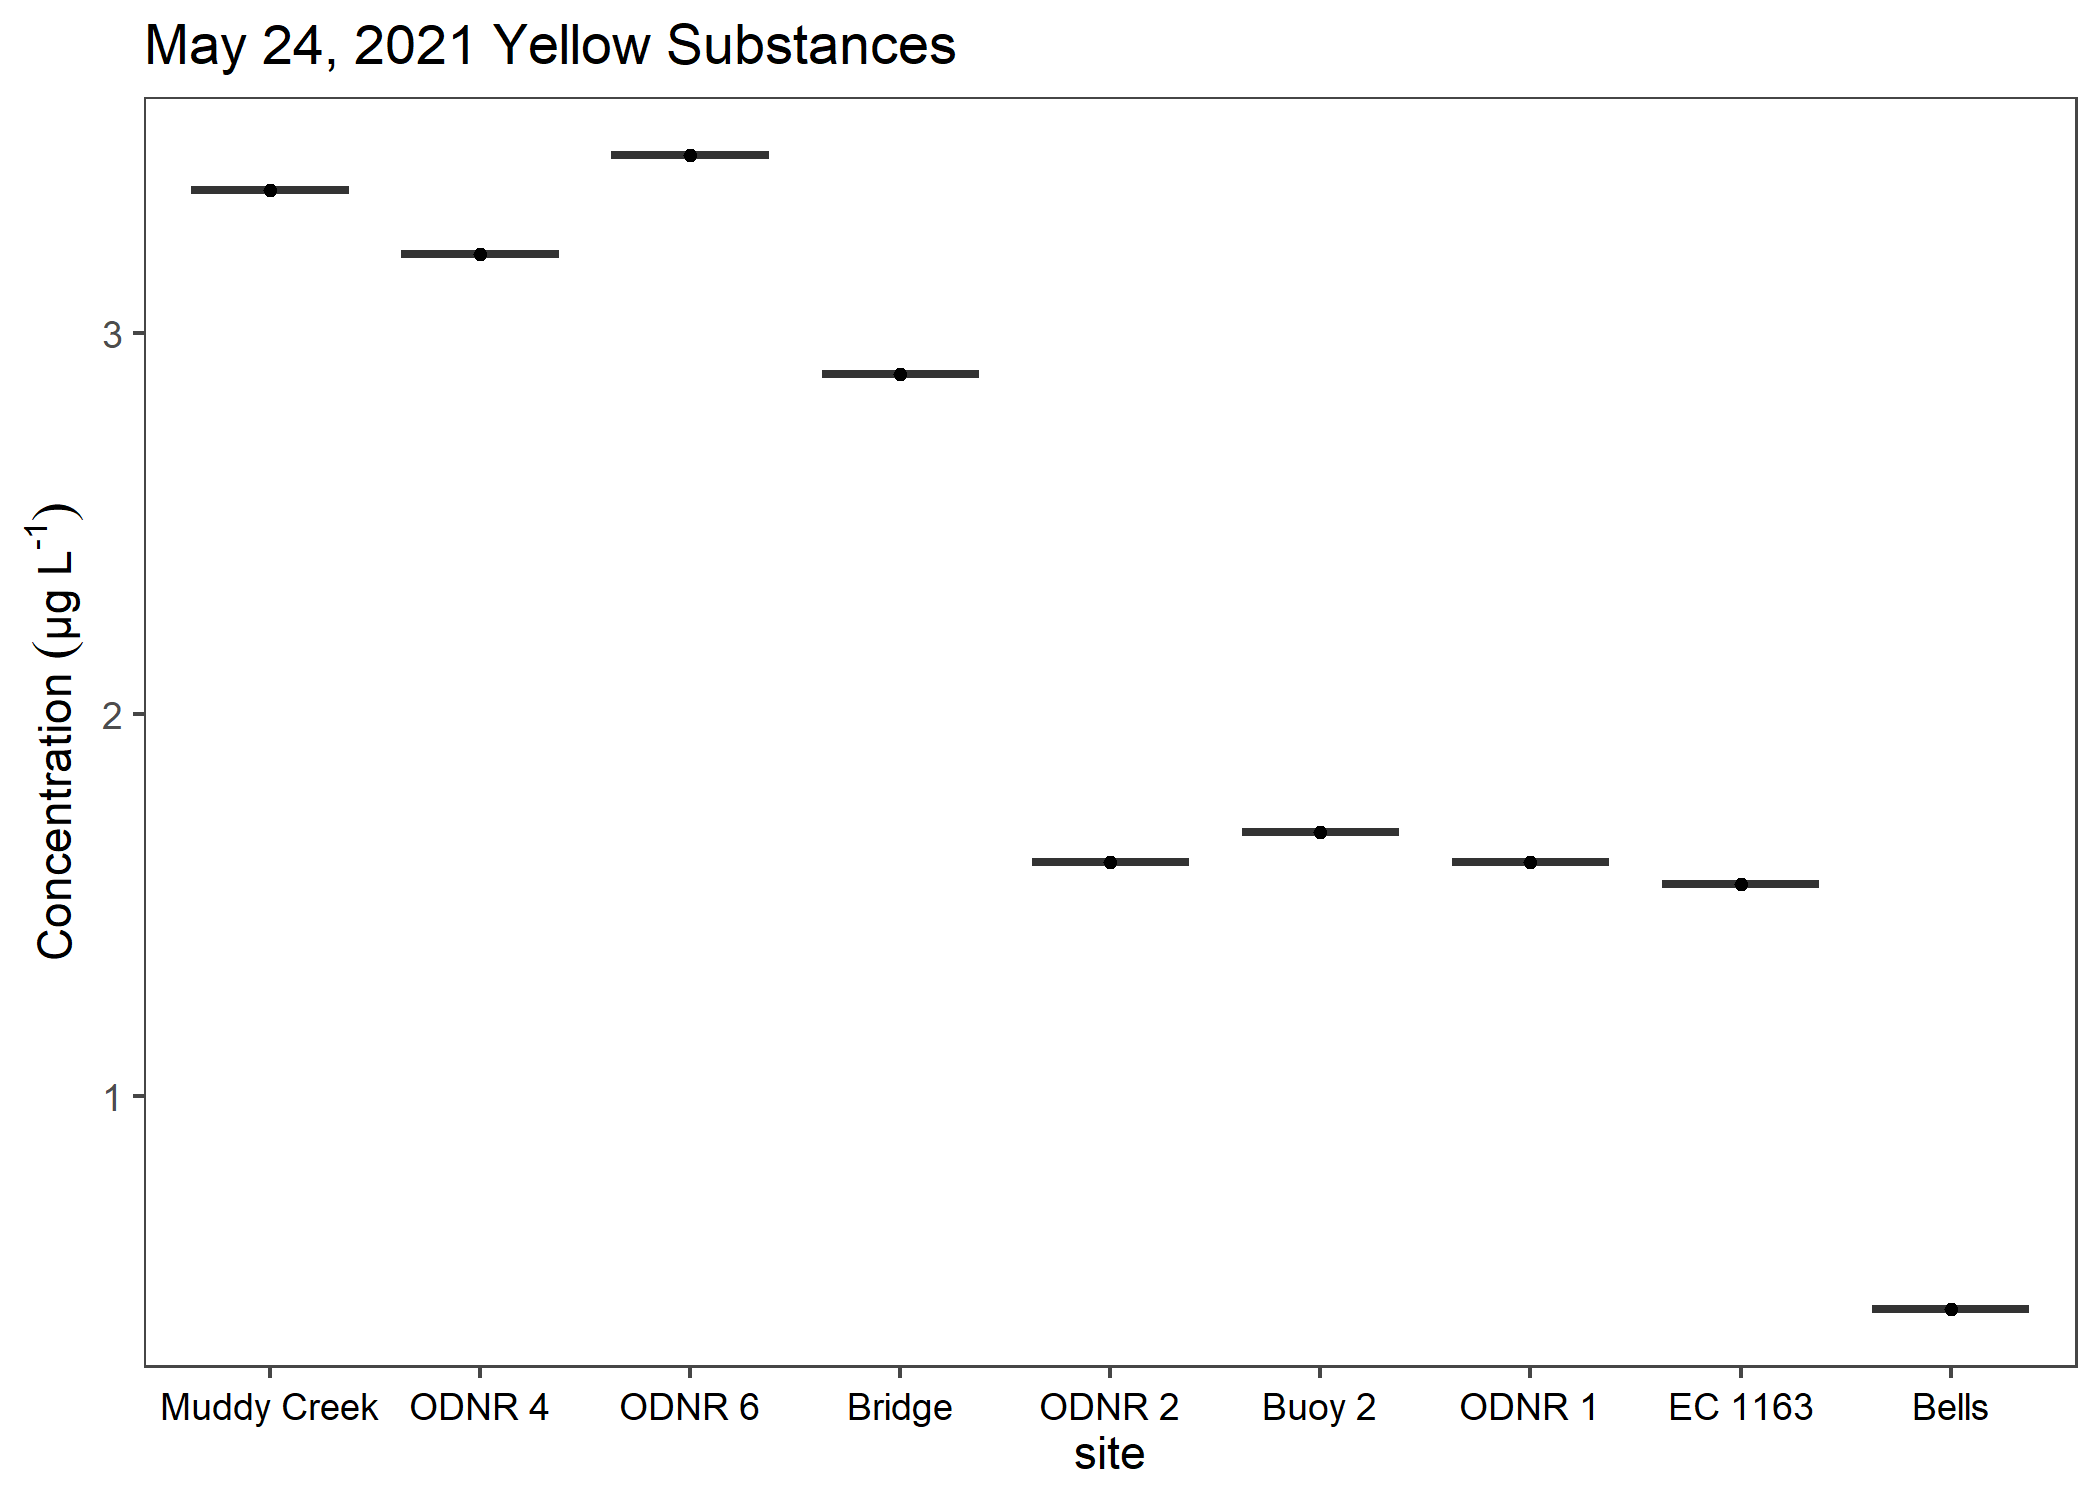 May 24, 2021 Yellow Substances
Concentration (µg L⁻¹)
3
2
1
Muddy Creek ODNR 4 ODNR 6 Bridge ODNR 2 Buoy 2 ODNR 1 EC 1163 Bells
site